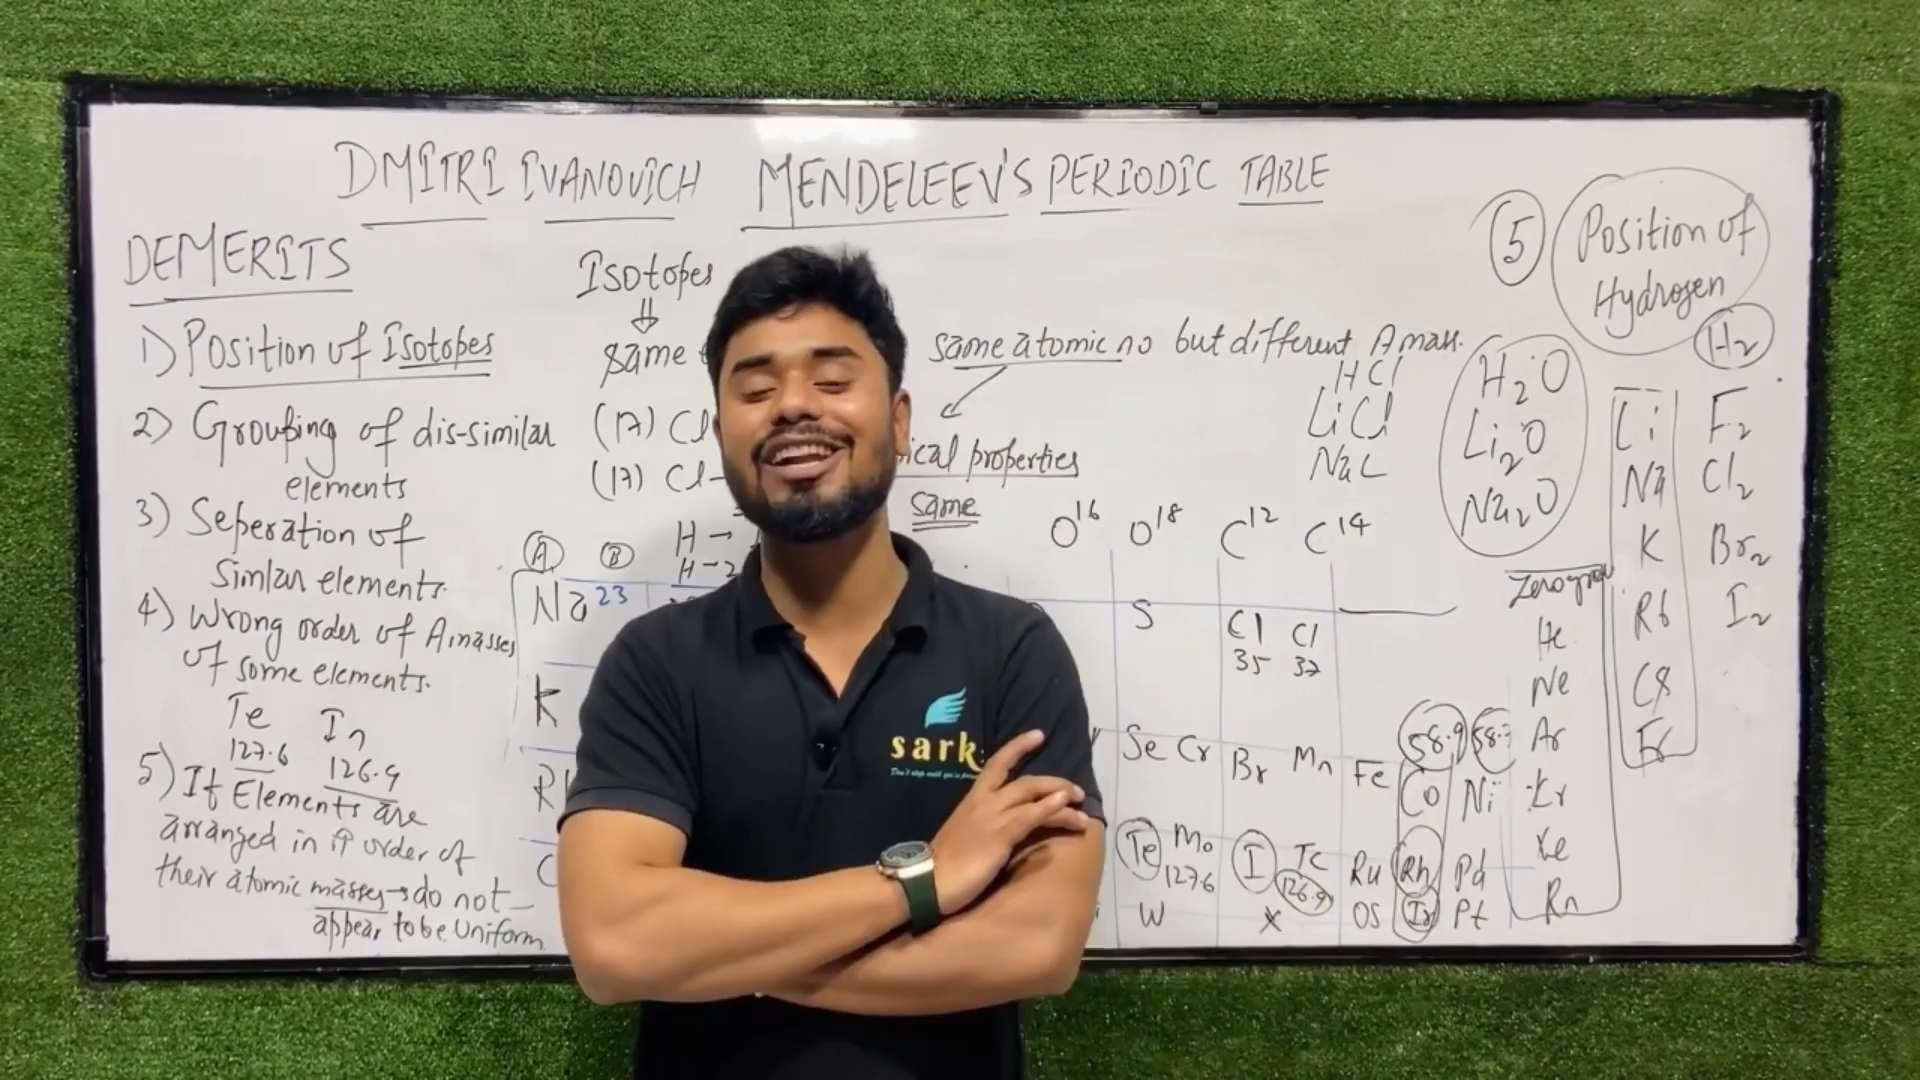 DMITRI IVANOVICH MENDELEEV'S PERIODIC TABLE
DEMERITS
1) Position of Isotopes
2) Grouping of dis-similar
elements
3) Seperation of
Simlar elements.
4) Wrong order of A.masses
of some elements.
Te In
127.6 126.9
5) If Elements are
arranged in ↑ order of
their atomic masses → do not
appear to be Uniform
Isotopes
⇓
same
(17) Cl
(17) Cl-
H →
H → 2
same atomic no but different A mass.
ical properties
same
O16 O18 C12 C14
HCl
LiCl
NaL
5 Position of
Hydrogen
H2O
Li2O
Na2O
H2
F2
Cl2
Br2
I2
Li
Na
K
Rb
Fr
Zero
He
Ne
Ar
Kr
Xe
Rn
A B
Na 23
K
S Cl Cl
35 37
58.9 58.
Se Cr Br Mn Fe Co Ni
Te Mo I Tc Ru Rh Pd
127.6 126.9
W X OS Ir Pt
sark